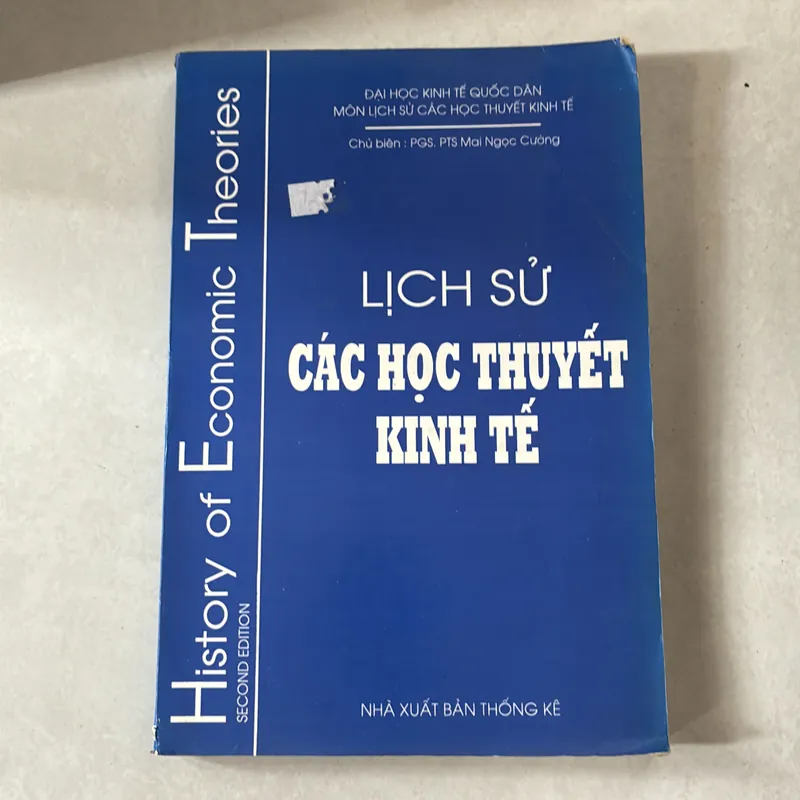 ĐẠI HỌC KINH TẾ QUỐC DÂN
MÔN LỊCH SỬ CÁC HỌC THUYẾT KINH TẾ
Chủ biên : PGS. PTS Mai Ngọc Cường
LỊCH SỬ
CÁC HỌC THUYẾT
KINH TẾ
NHÀ XUẤT BẢN THỐNG KÊ
History of Economic Theories
SECOND EDITION